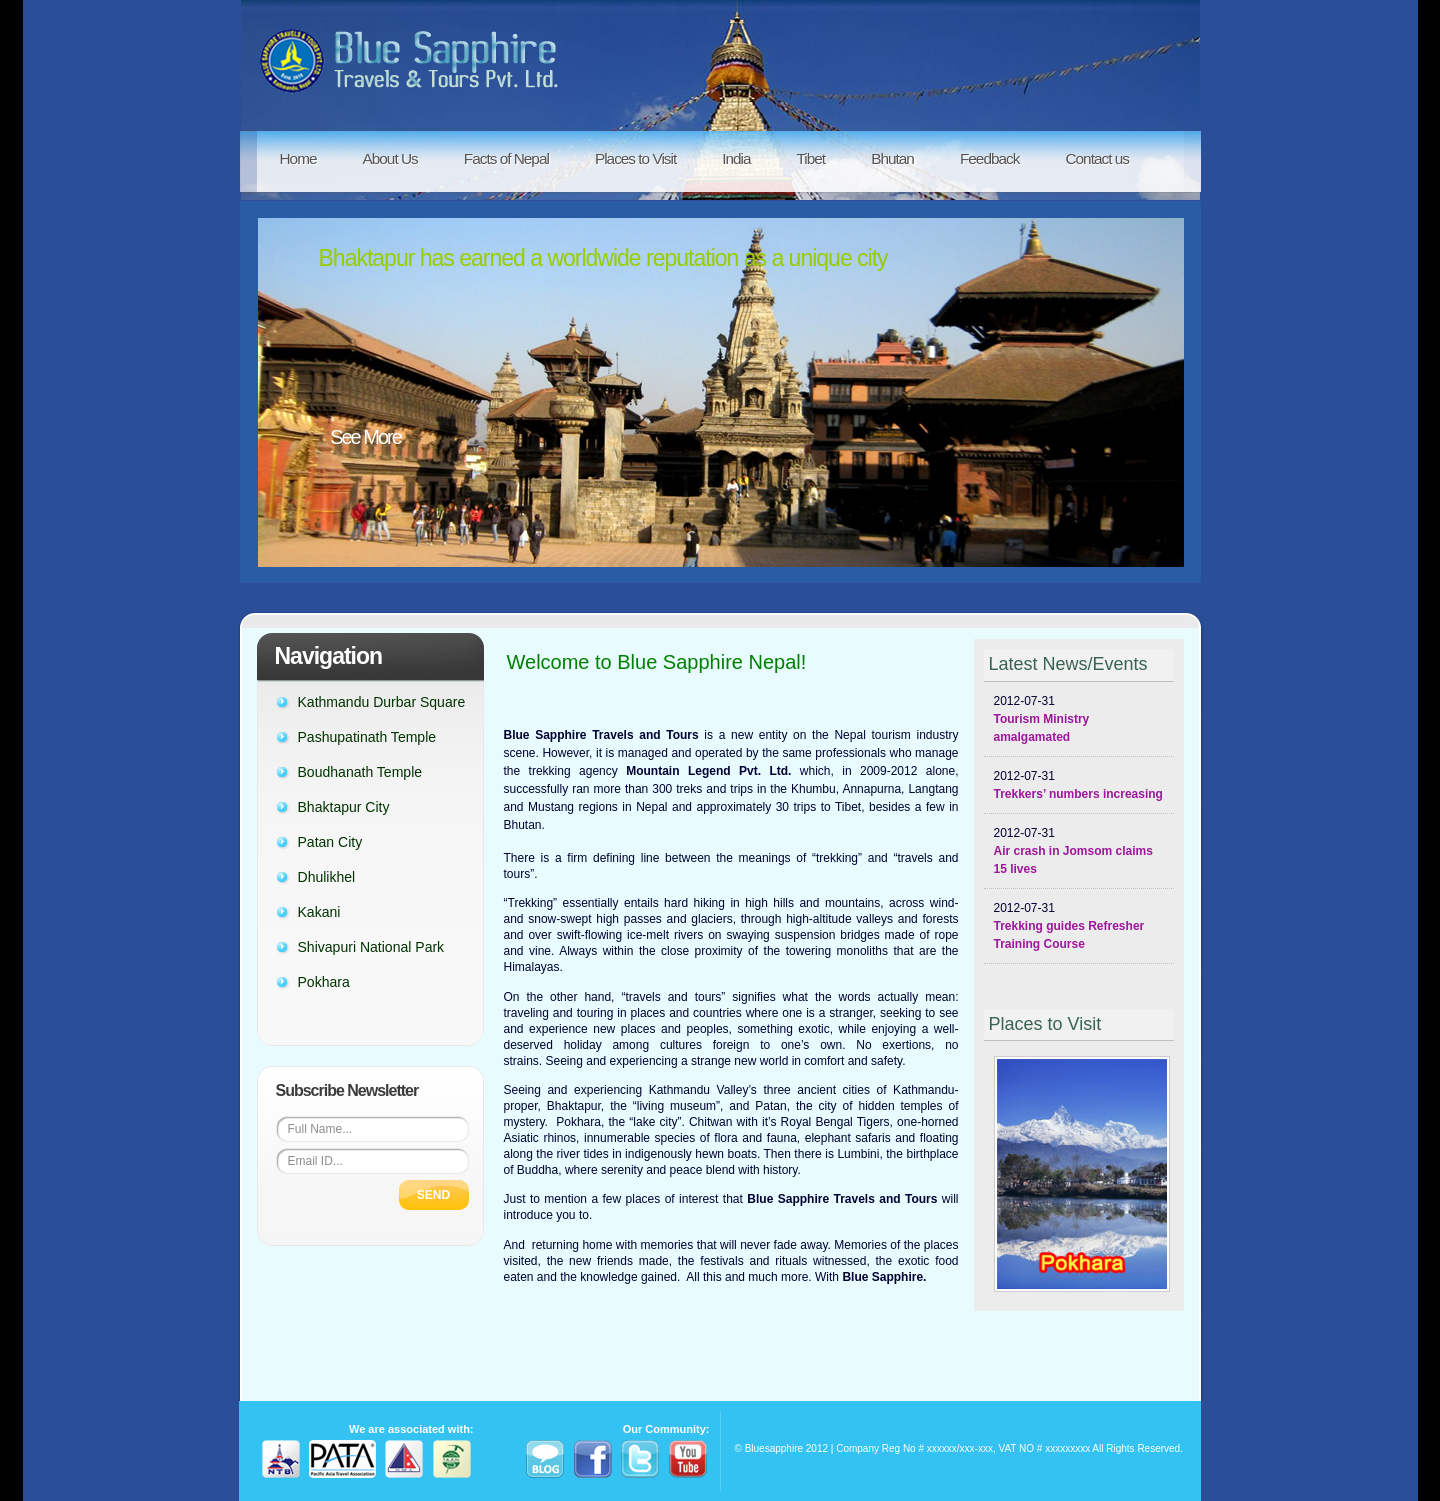 Blue Sapphire
Travels & Tours Pvt. Ltd.
Home About Us Facts of Nepal Places to Visit India Tibet Bhutan Feedback Contact us
Bhaktapur has earned a worldwide reputation as a unique city
See More
Navigation
Kathmandu Durbar Square
Pashupatinath Temple
Boudhanath Temple
Bhaktapur City
Patan City
Dhulikhel
Kakani
Shivapuri National Park
Pokhara
Subscribe Newsletter
Full Name...
Email ID...
SEND
Welcome to Blue Sapphire Nepal!
Blue Sapphire Travels and Tours is a new entity on the Nepal tourism industry
scene. However, it is managed and operated by the same professionals who manage
the trekking agency Mountain Legend Pvt. Ltd. which, in 2009-2012 alone,
successfully ran more than 300 treks and trips in the Khumbu, Annapurna, Langtang
and Mustang regions in Nepal and approximately 30 trips to Tibet, besides a few in
Bhutan.
There is a firm defining line between the meanings of “trekking” and “travels and
tours”.
“Trekking” essentially entails hard hiking in high hills and mountains, across wind-
and snow-swept high passes and glaciers, through high-altitude valleys and forests
and over swift-flowing ice-melt rivers on swaying suspension bridges made of rope
and vine. Always within the close proximity of the towering monoliths that are the
Himalayas.
On the other hand, “travels and tours” signifies what the words actually mean:
traveling and touring in places and countries where one is a stranger, seeking to see
and experience new places and peoples, something exotic, while enjoying a well-
deserved holiday among cultures foreign to one’s own. No exertions, no
strains. Seeing and experiencing a strange new world in comfort and safety.
Seeing and experiencing Kathmandu Valley’s three ancient cities of Kathmandu-
proper, Bhaktapur, the “living museum”, and Patan, the city of hidden temples of
mystery. Pokhara, the “lake city”. Chitwan with it’s Royal Bengal Tigers, one-horned
Asiatic rhinos, innumerable species of flora and fauna, elephant safaris and floating
along the river tides in indigenously hewn boats. Then there is Lumbini, the birthplace
of Buddha, where serenity and peace blend with history.
Just to mention a few places of interest that Blue Sapphire Travels and Tours will
introduce you to.
And returning home with memories that will never fade away. Memories of the places
visited, the new friends made, the festivals and rituals witnessed, the exotic food
eaten and the knowledge gained. All this and much more. With Blue Sapphire.
Latest News/Events
2012-07-31
Tourism Ministry
amalgamated
2012-07-31
Trekkers’ numbers increasing
2012-07-31
Air crash in Jomsom claims
15 lives
2012-07-31
Trekking guides Refresher
Training Course
Places to Visit
Pokhara
We are associated with:
NTB
PATA
Pacific Asia Travel Association
Our Community:
BLOG
You
Tube
© Bluesapphire 2012 | Company Reg No # xxxxxx/xxx-xxx, VAT NO # xxxxxxxxx All Rights Reserved.